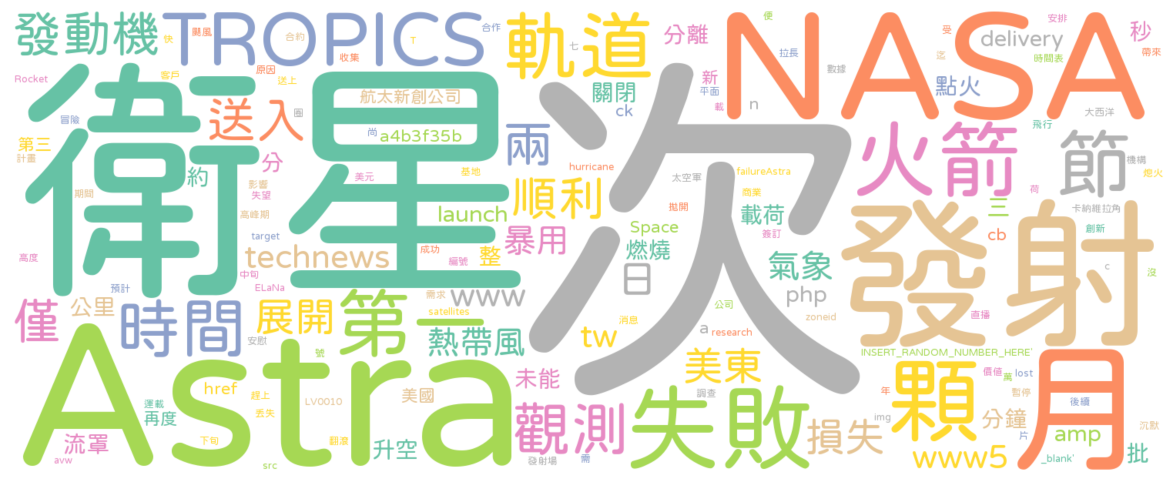 發動機
TROPICS
軌道
分離
NASA
delivery
秒
快
颶風
合約
T
合作
七
拉長
便
安排
受
迄
帶來
時間表
Rocket
客戶
原因
收集
送上
新
平面
數據
關閉
載
n
點火
大西洋
衛星
次
送入
航太新創公司
圈
ck
冒險
尚
a4b3f35b
兩
火箭
節
飛行
機構
第三
計畫
分
約
期間
影響
失望
美元
基地
hurricane
太空軍
failureAstra
商業
荷
熄火
順利
拋開
載荷
簽訂
三
卡納維拉角
launch
Space
高峰期
target
technews
成功
暴用
燃燒
cb
創新
發射
高度
中旬
編號
整
日
氣象
c
沒
預計
ELaNa
需求
www
php
僅
公里
時間
展開
第一
satellites
公司
zoneid
直播
安慰
熱帶風
tw
消息
a
research
Astra
號
美東
INSERT_RANDOM_NUMBER_HERE'
未能
價值
萬
lost
月
href
趕上
LV0010
美國
調查
年
暫停
後續
運載
再度
丟失
觀測
失敗
顆
img
分鐘
片
沉默
流罩
下旬
翻滾
升空
損失
amp
avw
src
發射場
需
www5
_blank'
批